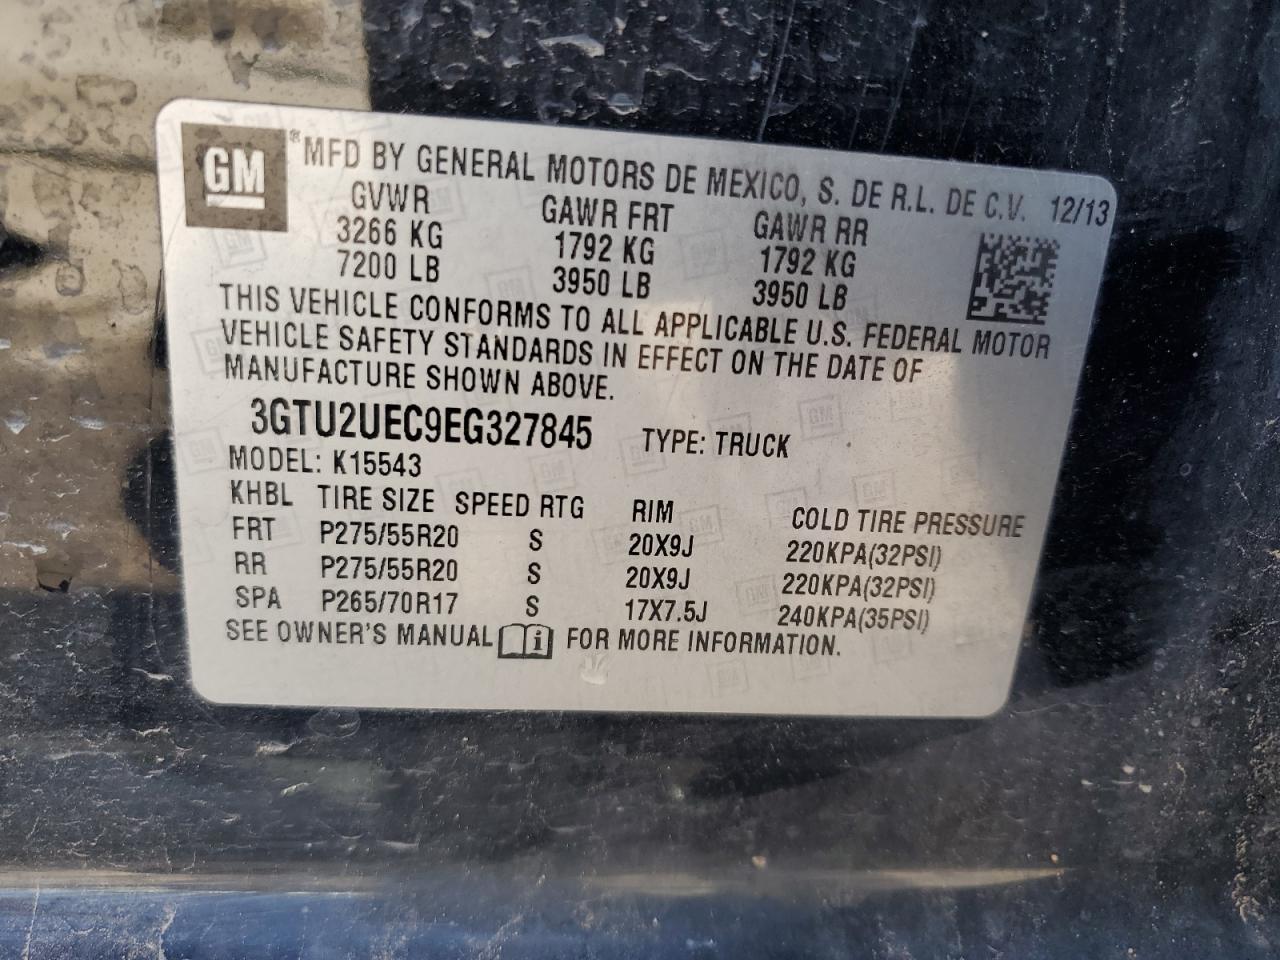 GM ® MFD BY GENERAL MOTORS DE MEXICO, S. DE R.L. DE C.V. 12/13
GVWR GAWR FRT GAWR RR
3266 KG 1792 KG 1792 KG
7200 LB 3950 LB 3950 LB
THIS VEHICLE CONFORMS TO ALL APPLICABLE U.S. FEDERAL MOTOR
VEHICLE SAFETY STANDARDS IN EFFECT ON THE DATE OF
MANUFACTURE SHOWN ABOVE.
3GTU2UEC9EG327845 TYPE: TRUCK
MODEL: K15543
KHBL TIRE SIZE SPEED RTG RIM COLD TIRE PRESSURE
FRT P275/55R20 S 20X9J 220KPA(32PSI)
RR P275/55R20 S 20X9J 220KPA(32PSI)
SPA P265/70R17 S 17X7.5J 240KPA(35PSI)
SEE OWNER'S MANUAL i FOR MORE INFORMATION.